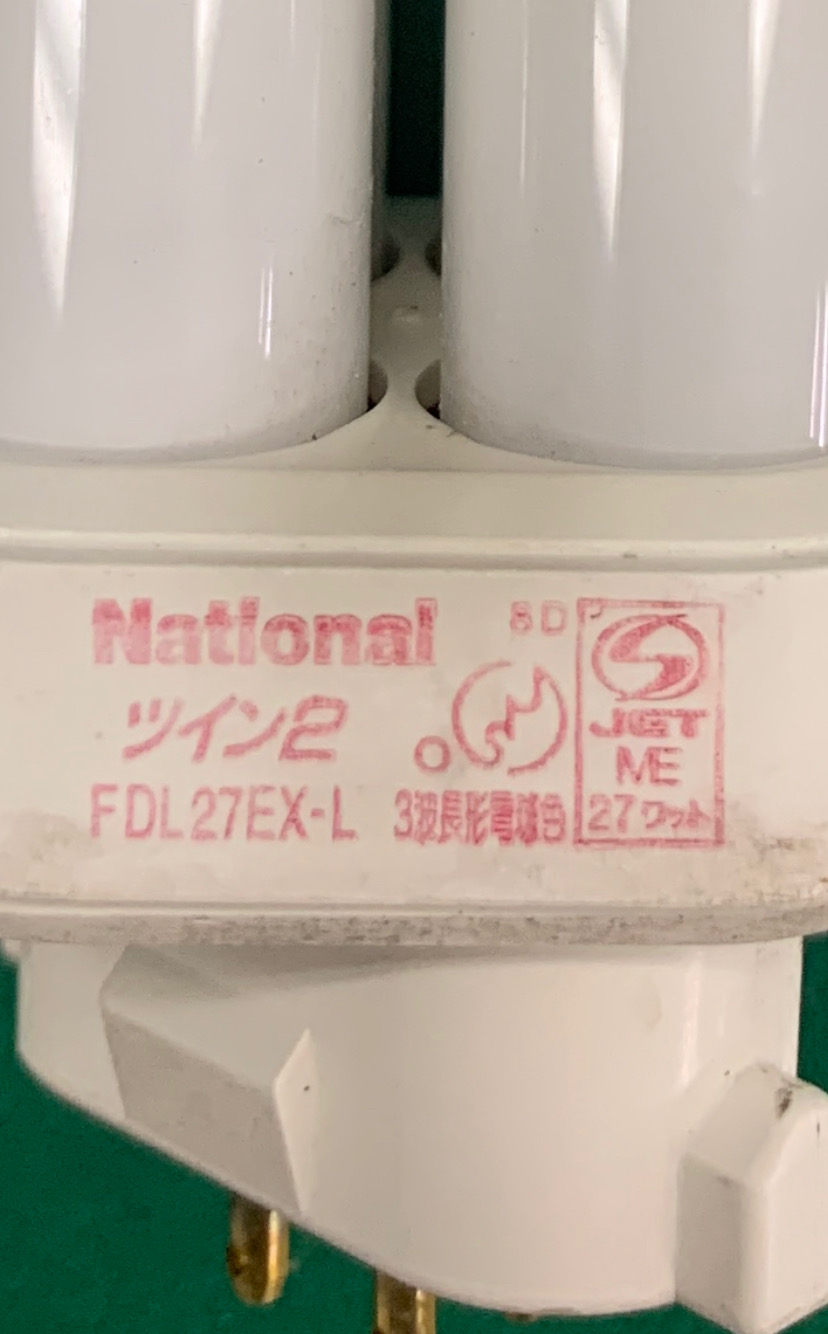 National
8D
ツイン2
JET
ME
FDL27EX-L
3波長形電球色
27ワット